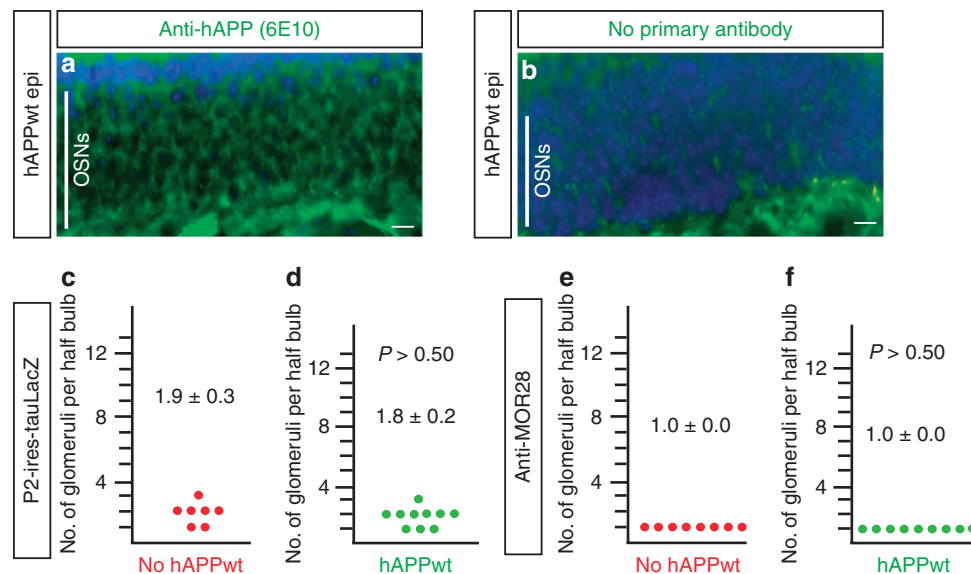 Anti-hAPP (6E10)
No primary antibody
hAPPwt epi
a
OSNs
hAPPwt epi
b
OSNs
P2-ires-tauLacZ
c
No. of glomeruli per half bulb
12
8
4
1.9 ± 0.3
No hAPPwt
d
No. of glomeruli per half bulb
12
8
4
P > 0.50
1.8 ± 0.2
hAPPwt
Anti-MOR28
e
No. of glomeruli per half bulb
12
8
4
1.0 ± 0.0
No hAPPwt
f
No. of glomeruli per half bulb
12
8
4
P > 0.50
1.0 ± 0.0
hAPPwt